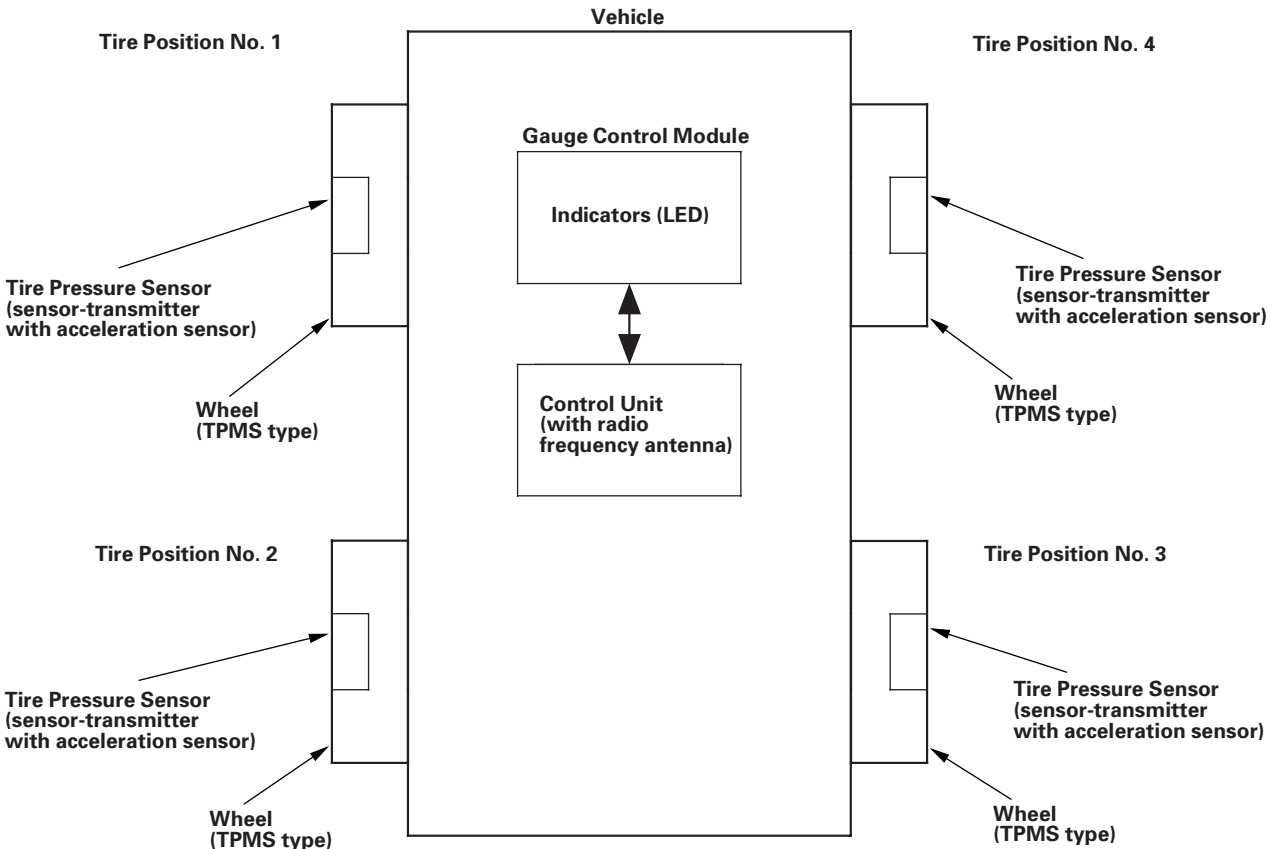 Vehicle
Tire Position No. 1
Tire Position No. 4
Gauge Control Module
Indicators (LED)
Tire Pressure Sensor
(sensor-transmitter
with acceleration sensor)
Tire Pressure Sensor
(sensor-transmitter
with acceleration sensor)
Wheel
(TPMS type)
Control Unit
(with radio
frequency antenna)
Wheel
(TPMS type)
Tire Position No. 2
Tire Position No. 3
Tire Pressure Sensor
(sensor-transmitter
with acceleration sensor)
Tire Pressure Sensor
(sensor-transmitter
with acceleration sensor)
Wheel
(TPMS type)
Wheel
(TPMS type)